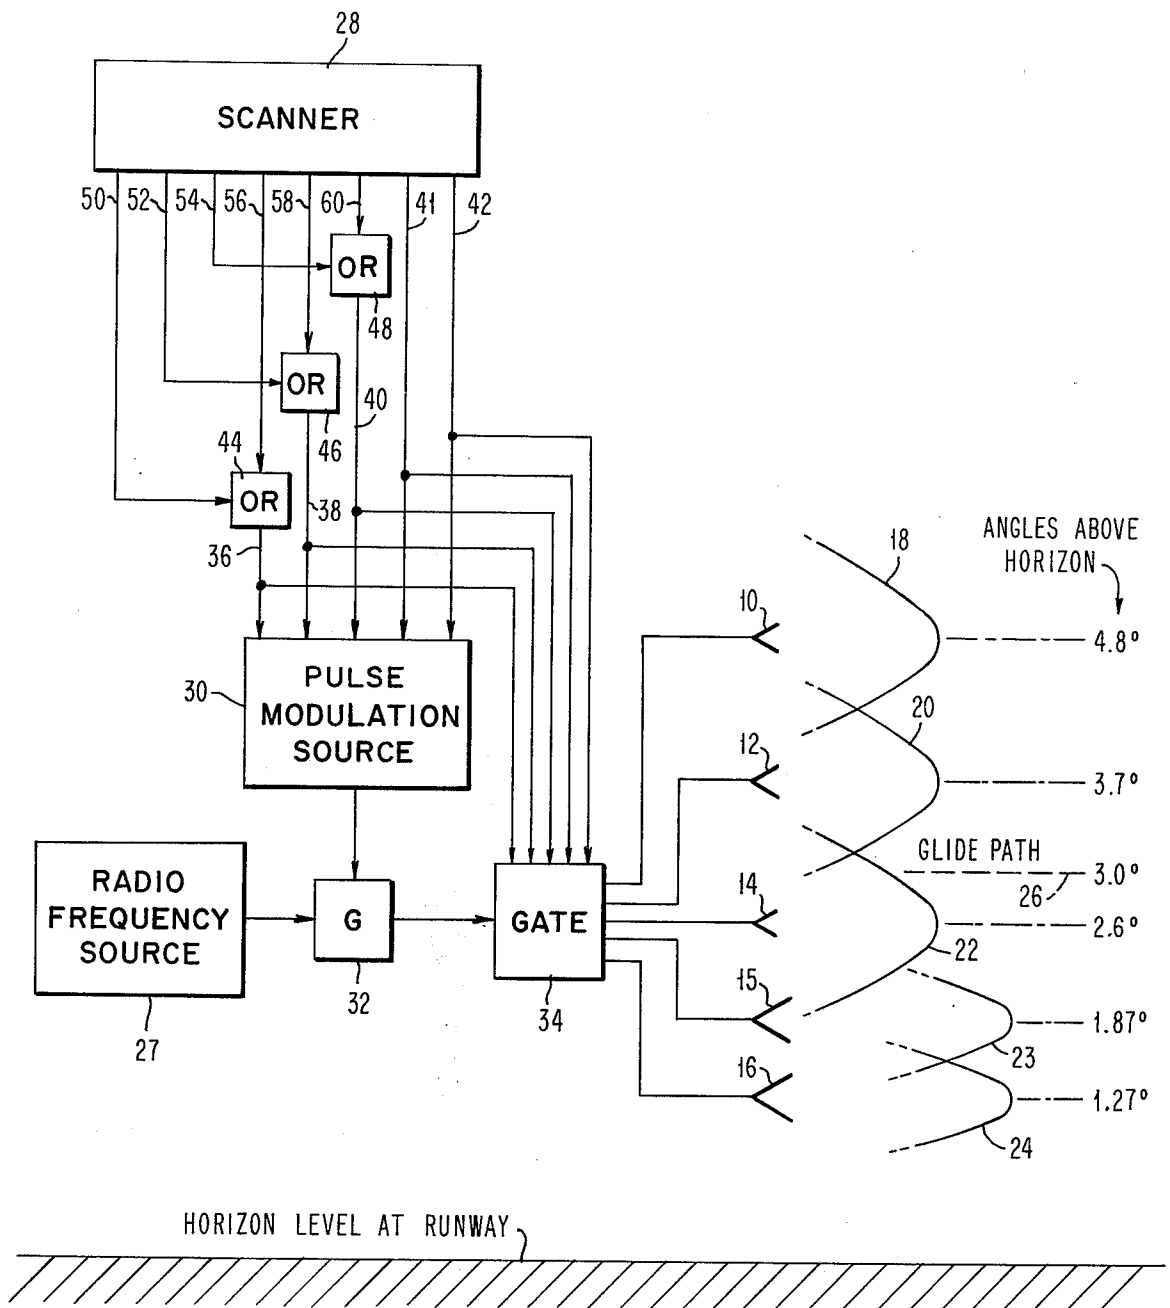 28
SCANNER
50
52
54
56
58
60
41
42
OR
48
OR
46
40
44
OR
38
36
ANGLES ABOVE
HORIZON
18
10
4.8°
30
PULSE
MODULATION
SOURCE
20
12
3.7°
GLIDE PATH
26
3.0°
RADIO
FREQUENCY
SOURCE
27
G
32
GATE
34
14
2.6°
22
15
1.87°
23
16
1.27°
24
HORIZON LEVEL AT RUNWAY